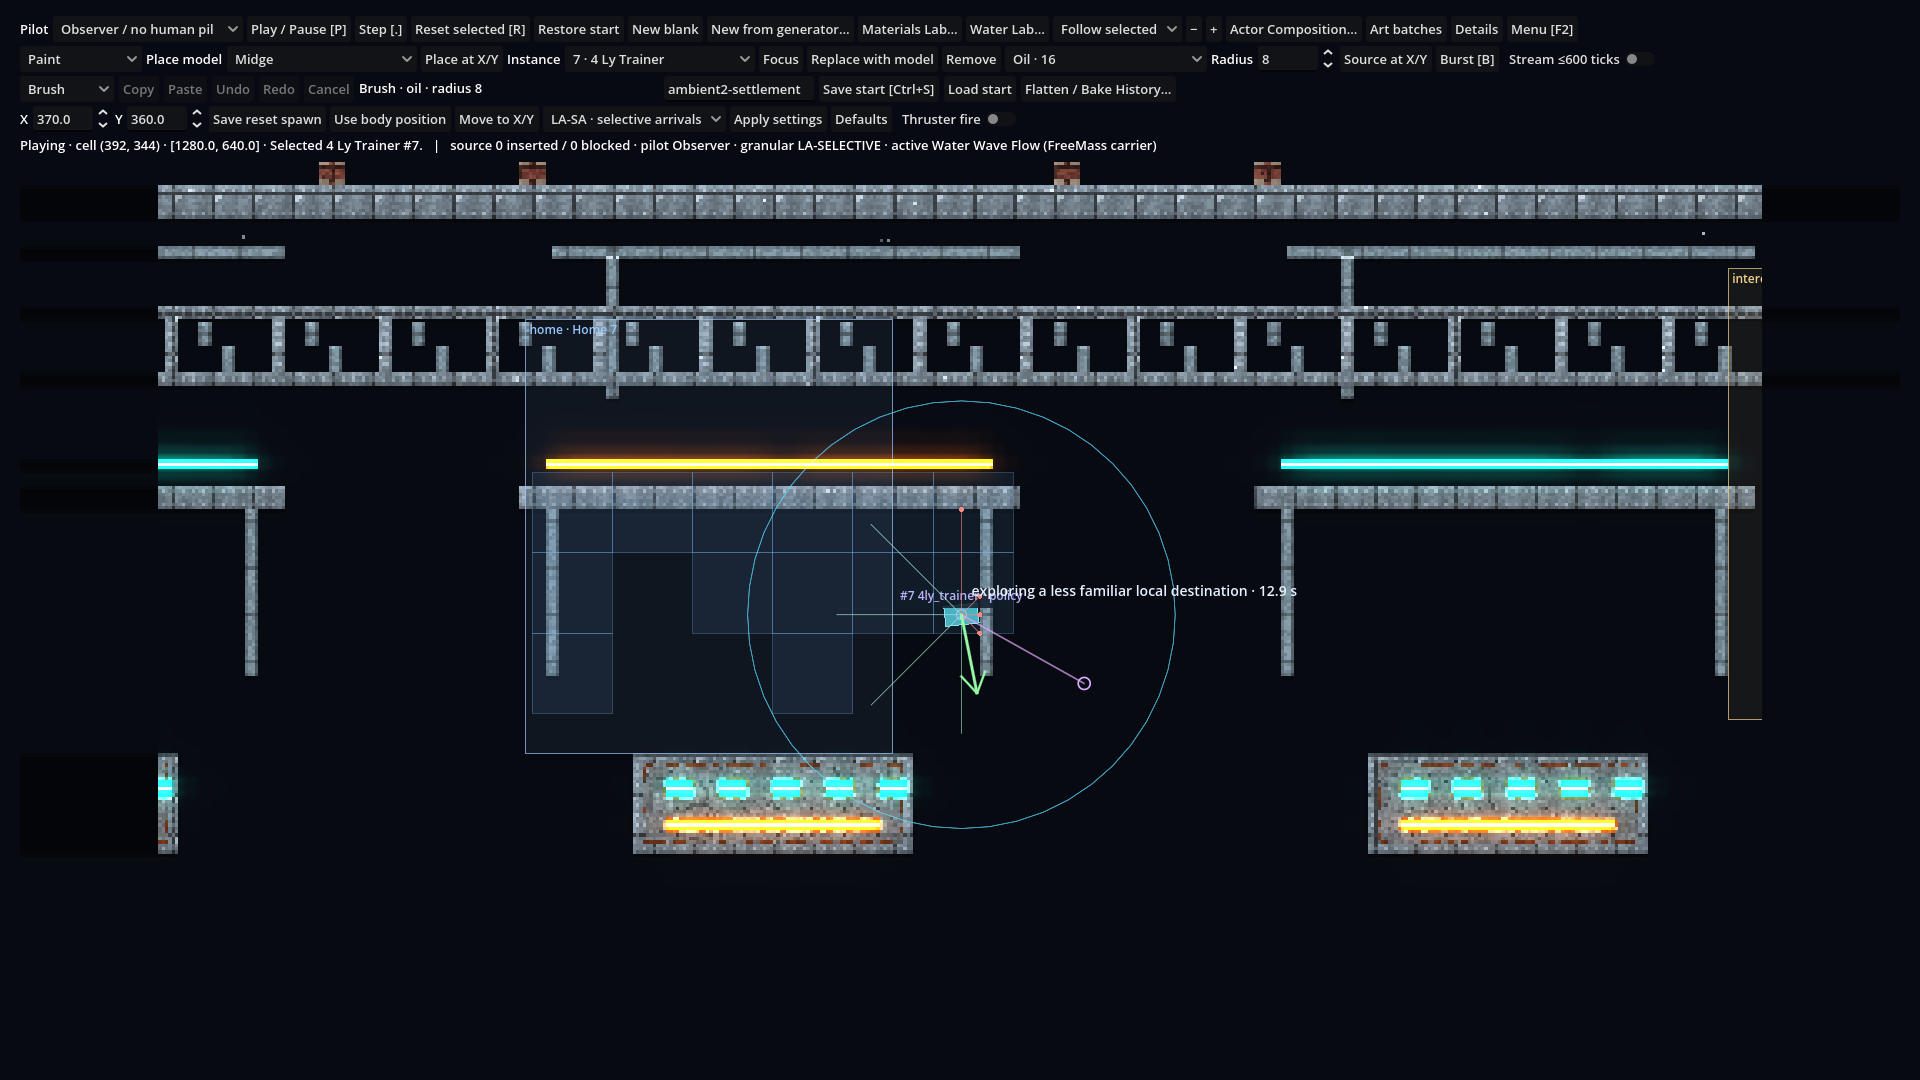 Pilot Observer / no human pil Play / Pause [P] Step [.] Reset selected [R] Restore start New blank New from generator... Materials Lab... Water Lab... Follow selected − + Actor Composition... Art batches Details Menu [F2]
Paint Place model Midge Place at X/Y Instance 7 · 4 Ly Trainer Focus Replace with model Remove Oil · 16 Radius 8 Source at X/Y Burst [B] Stream ≤600 ticks
Brush Copy Paste Undo Redo Cancel Brush · oil · radius 8 ambient2-settlement Save start [Ctrl+S] Load start Flatten / Bake History...
X 370.0 Y 360.0 Save reset spawn Use body position Move to X/Y LA-SA · selective arrivals Apply settings Defaults Thruster fire
Playing · cell (392, 344) · [1280.0, 640.0] · Selected 4 Ly Trainer #7. | source 0 inserted / 0 blocked · pilot Observer · granular LA-SELECTIVE · active Water Wave Flow (FreeMass carrier)
inter
home · Home 7
exploring a less familiar local destination · 12.9 s
#7 4ly_trainer · policy